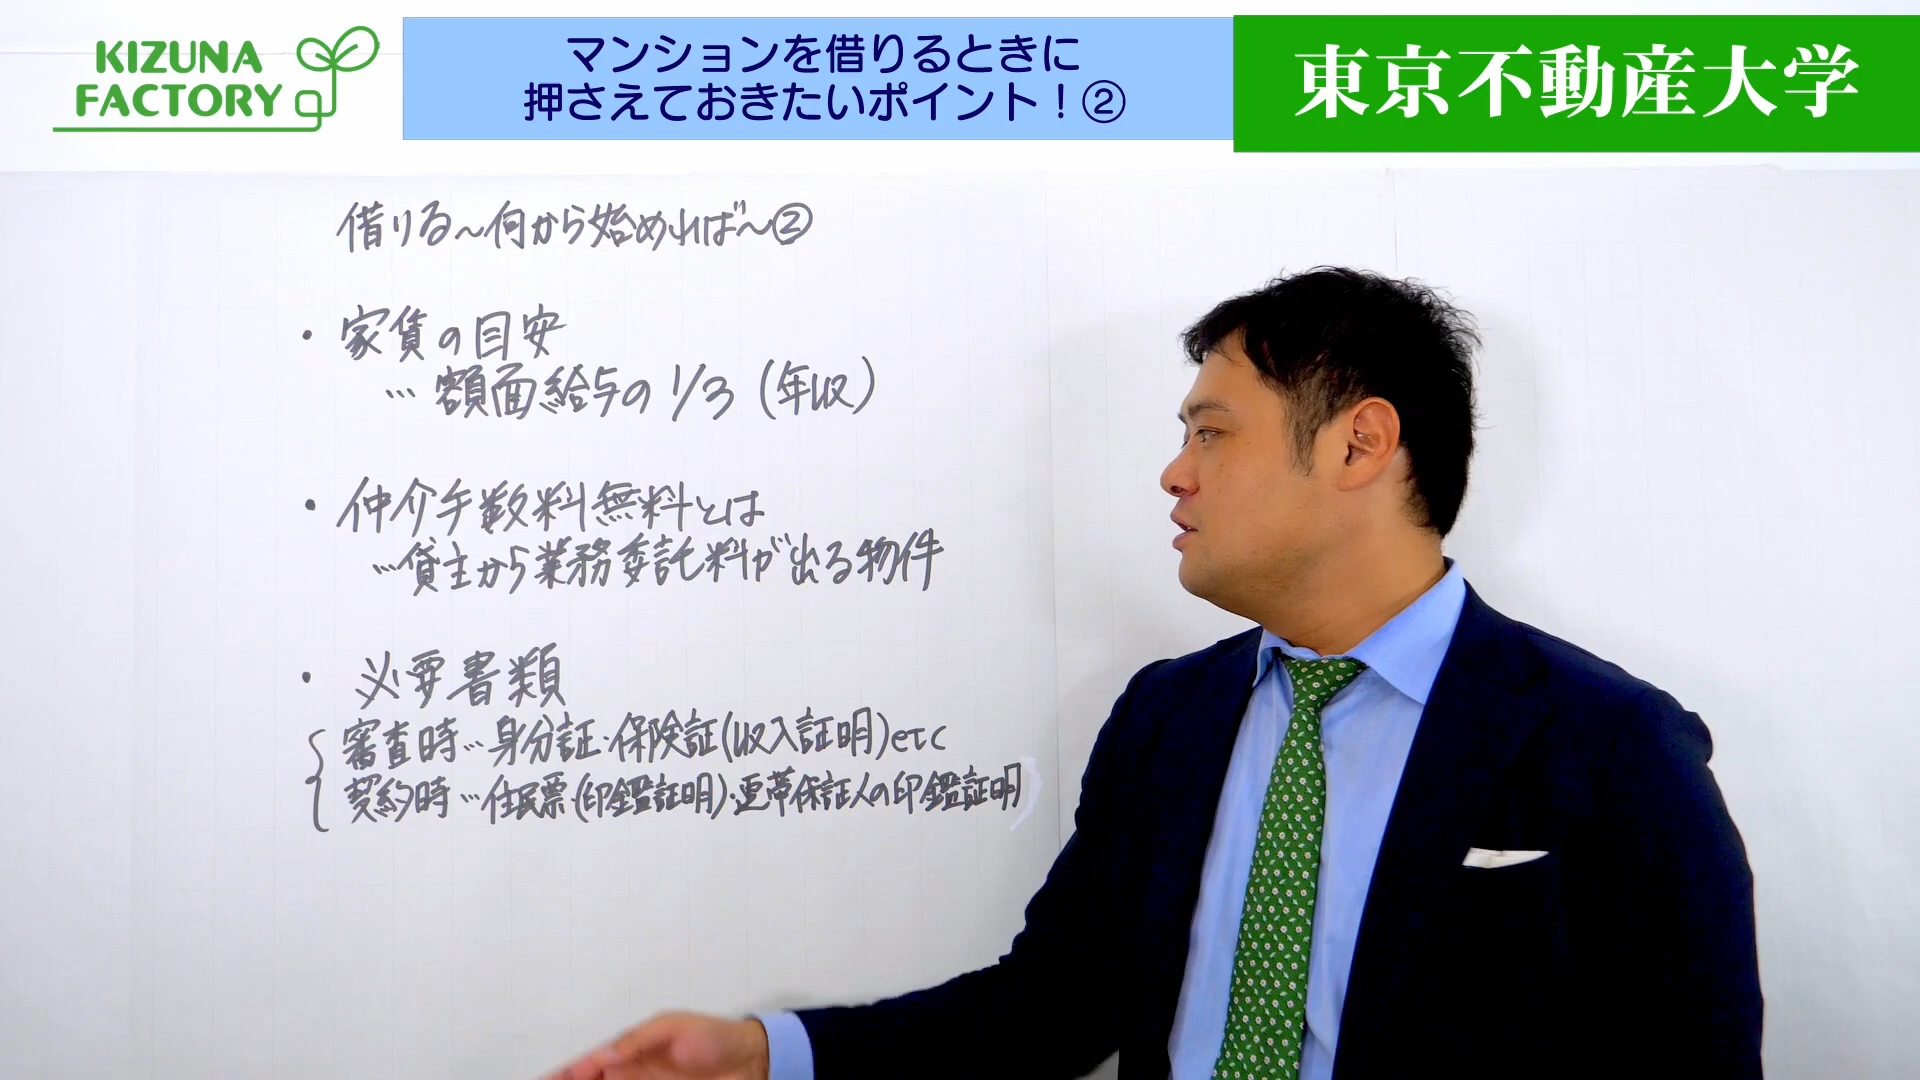 KIZUNA
FACTORY
マンションを借りるときに
押さえておきたいポイント！②
東京不動産大学
借りる～何から始めれば～②
・家賃の目安
… 額面給与の 1/3 (年収)
・仲介手数料無料とは
…貸主から業務委託料が出る物件
・必要書類
審査時…身分証・保険証(収入証明)etc
契約時…住民票・(印鑑証明)・連帯保証人の印鑑証明